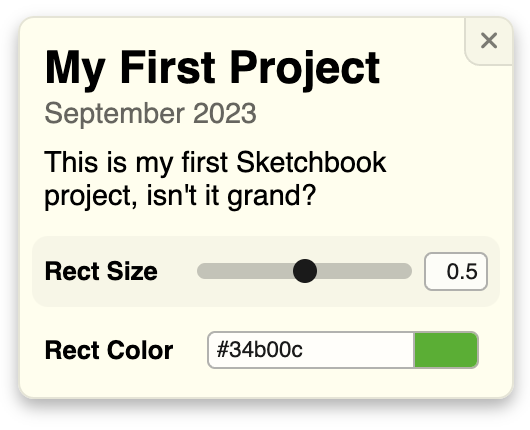 My First Project
September 2023
This is my first Sketchbook
project, isn't it grand?
Rect Size 0.5
Rect Color #34b00c